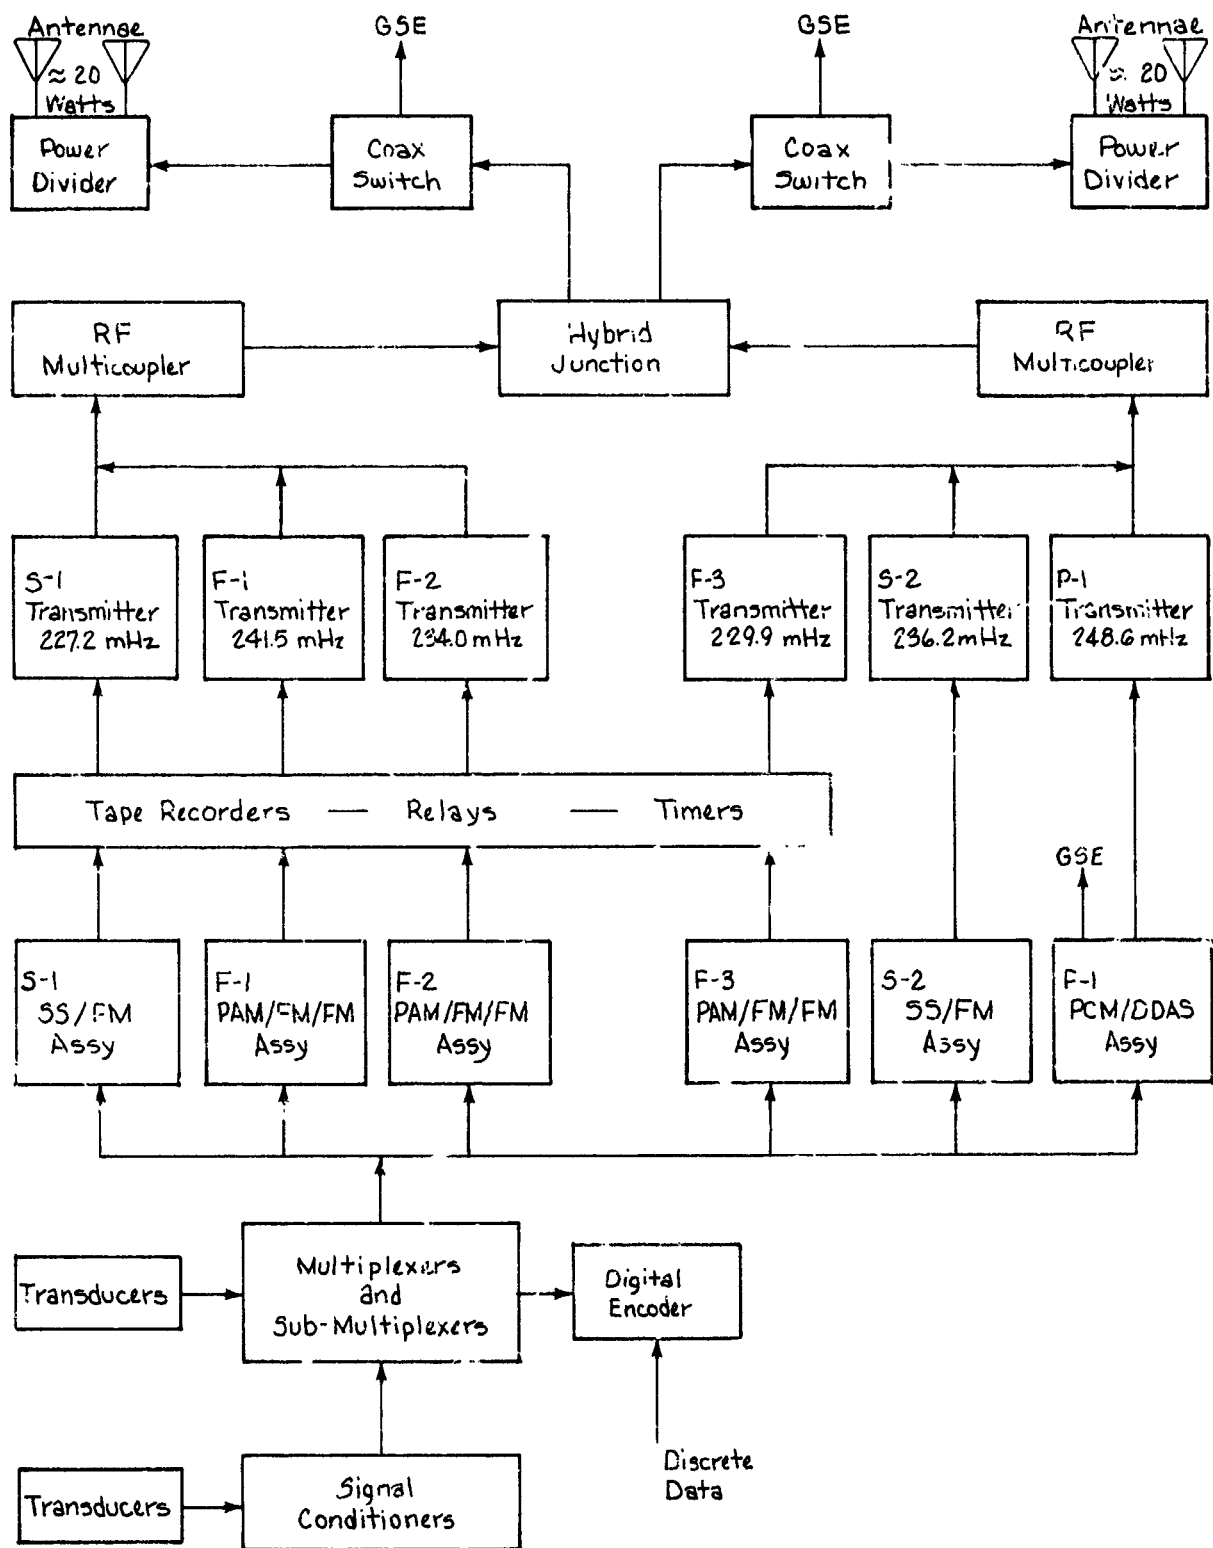 Antennae
GSE
GSE
Antennae
≈ 20
Watts
≈ 20
Watts
Power
Divider
Coax
Switch
Coax
Switch
Power
Divider
RF
Multicoupler
Hybrid
Junction
RF
Multicoupler
S-1
Transmitter
227.2 mHz
F-1
Transmitter
241.5 mHz
F-2
Transmitter
234.0 mHz
F-3
Transmitter
229.9 mHz
S-2
Transmitter
236.2 mHz
P-1
Transmitter
248.6 mHz
Tape Recorders — Relays — Timers
GSE
S-1
SS/FM
Assy
F-1
PAM/FM/FM
Assy
F-2
PAM/FM/FM
Assy
F-3
PAM/FM/FM
Assy
S-2
SS/FM
Assy
F-1
PCM/DDAS
Assy
Transducers
Multiplexers
and
Sub-Multiplexers
Digital
Encoder
Transducers
Signal
Conditioners
Discrete
Data